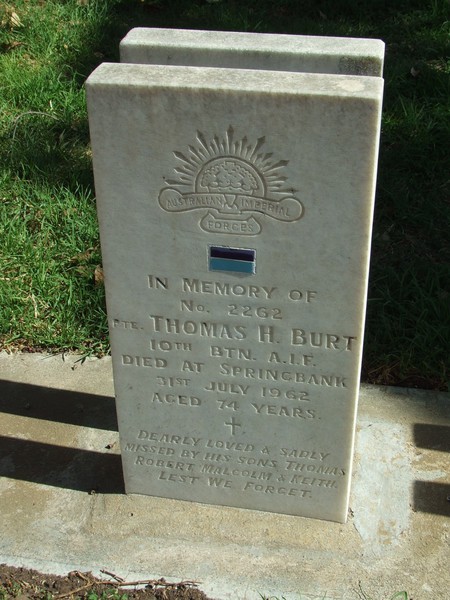 AUSTRALIAN IMPERIAL
FORCES
IN MEMORY OF
NO. 2262
PTE. THOMAS H. BURT
10TH BTN. A.I.F.
DIED AT SPRINGBANK
31ST JULY 1962
AGED 74 YEARS.
DEARLY LOVED & SADLY
MISSED BY HIS SONS THOMAS
ROBERT MALCOLM & KEITH.
LEST WE FORGET.